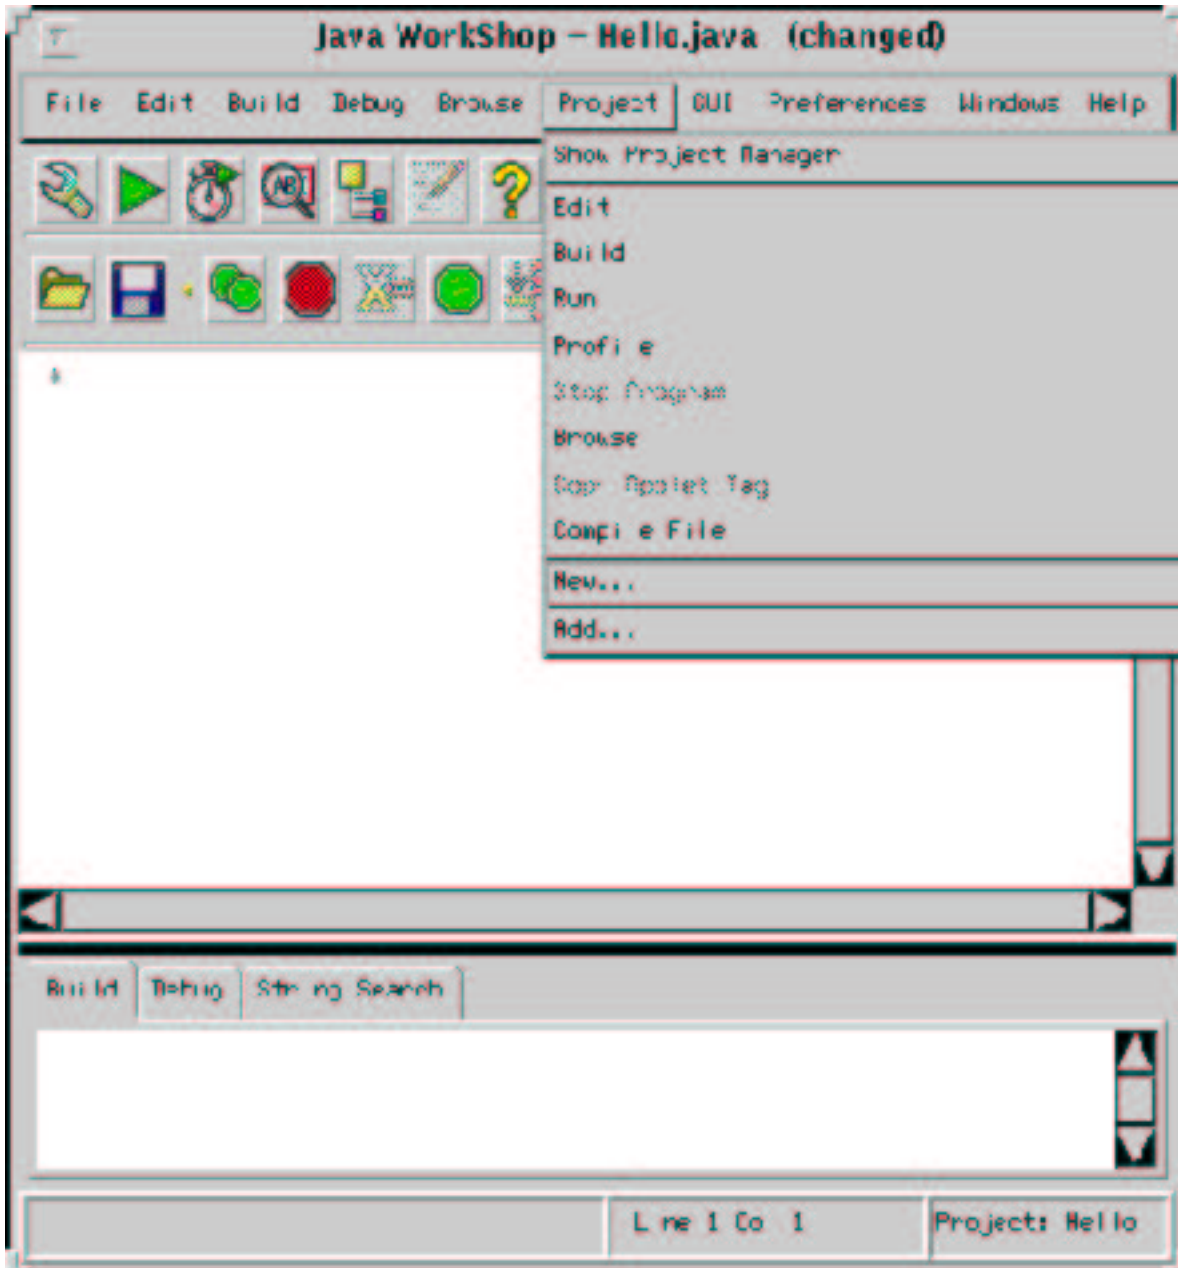 Java WorkShop – Hello.java (changed)
File Edit Build Debug Browse Project GUI Preferences Windows Help
Show Project Manager
Edit
Build
Run
Profile
Stop Program
Browse
Copy Applet Tag
Compile File
New...
Add...
Build Debug String Search
Line 1 Col 1
Project: Hello